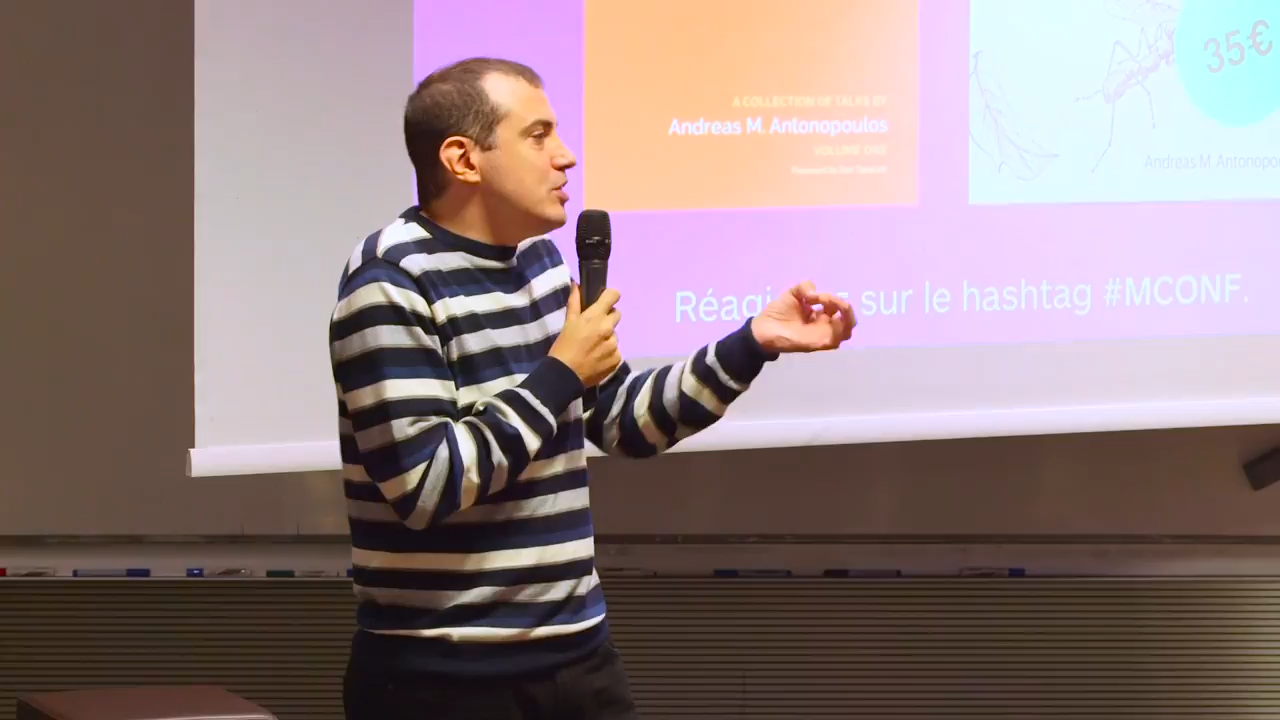 35€
A COLLECTION OF TALKS BY
Andreas M. Antonopoulos
VOLUME ONE
Andreas M. Antonopo
sur le hashtag #MCONF.